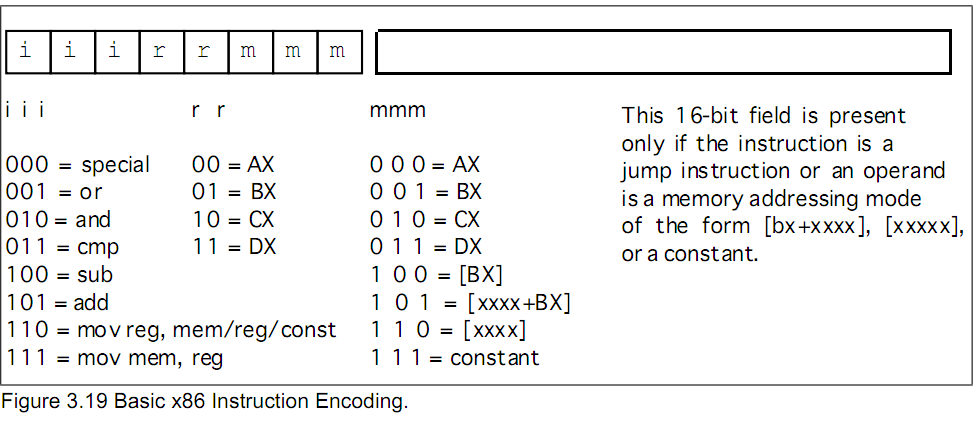 i i i r r m m m
i i i r r mmm
This 16-bit field is present
only if the instruction is a
jump instruction or an operand
is a memory addressing mode
of the form [bx+xxxx], [xxxxx],
or a constant.
000 = special 00 = AX 0 0 0 = AX
001 = or 01 = BX 0 0 1 = BX
010 = and 10 = CX 0 1 0 = CX
011 = cmp 11 = DX 0 1 1 = DX
100 = sub 1 0 0 = [BX]
101 = add 1 0 1 = [xxxx+BX]
110 = mov reg, mem/reg/const 1 1 0 = [xxxx]
111 = mov mem, reg 1 1 1 = constant
Figure 3.19 Basic x86 Instruction Encoding.